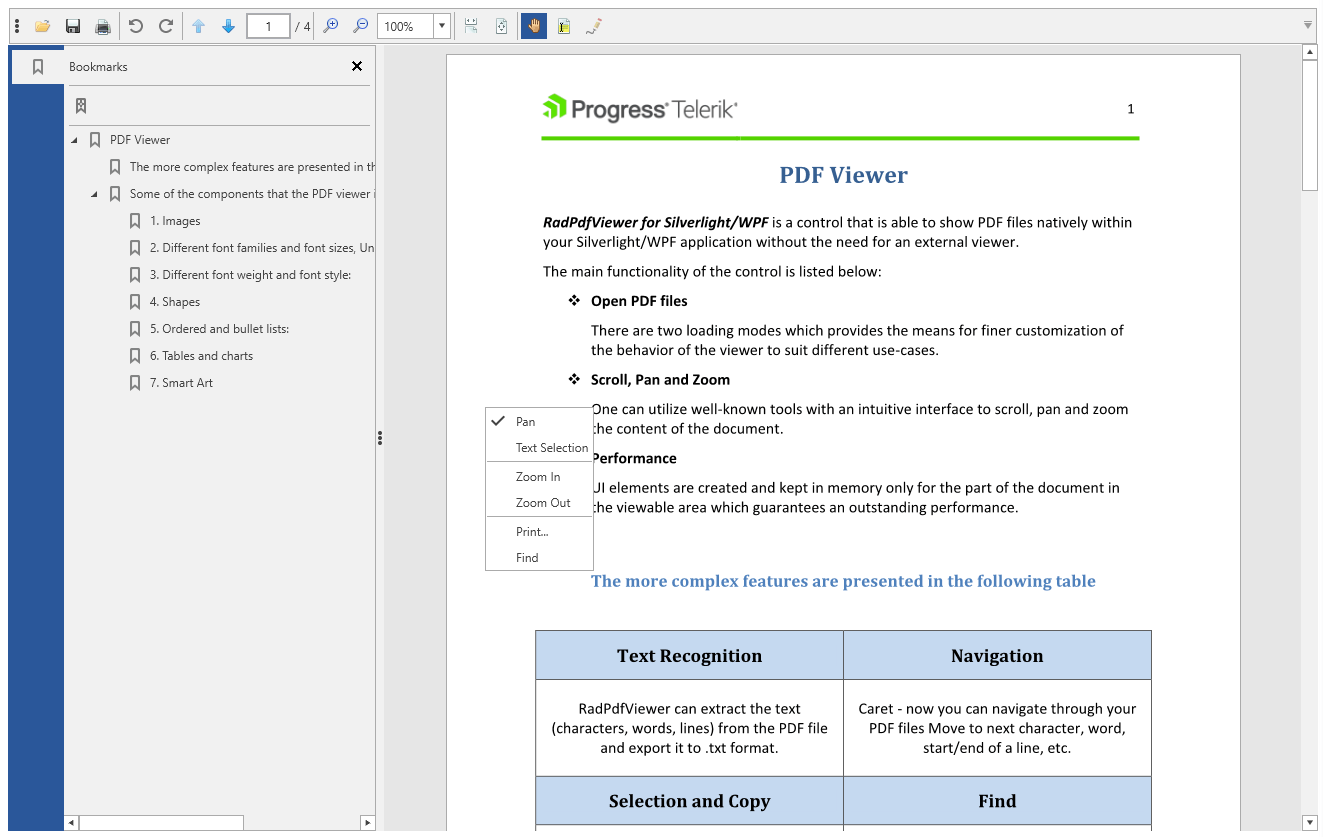 1 / 4 100%
Bookmarks
PDF Viewer
The more complex features are presented in th
Some of the components that the PDF viewer i
1. Images
2. Different font families and font sizes, Un
3. Different font weight and font style:
4. Shapes
5. Ordered and bullet lists:
6. Tables and charts
7. Smart Art
Progress Telerik
1
PDF Viewer
RadPdfViewer for Silverlight/WPF is a control that is able to show PDF files natively within
your Silverlight/WPF application without the need for an external viewer.
The main functionality of the control is listed below:
❖ Open PDF files
There are two loading modes which provides the means for finer customization of
the behavior of the viewer to suit different use-cases.
❖ Scroll, Pan and Zoom
One can utilize well-known tools with an intuitive interface to scroll, pan and zoom
the content of the document.
Performance
UI elements are created and kept in memory only for the part of the document in
the viewable area which guarantees an outstanding performance.
Pan
Text Selection
Zoom In
Zoom Out
Print...
Find
The more complex features are presented in the following table
Text Recognition
Navigation
RadPdfViewer can extract the text
(characters, words, lines) from the PDF file
and export it to .txt format.
Caret - now you can navigate through your
PDF files Move to next character, word,
start/end of a line, etc.
Selection and Copy
Find